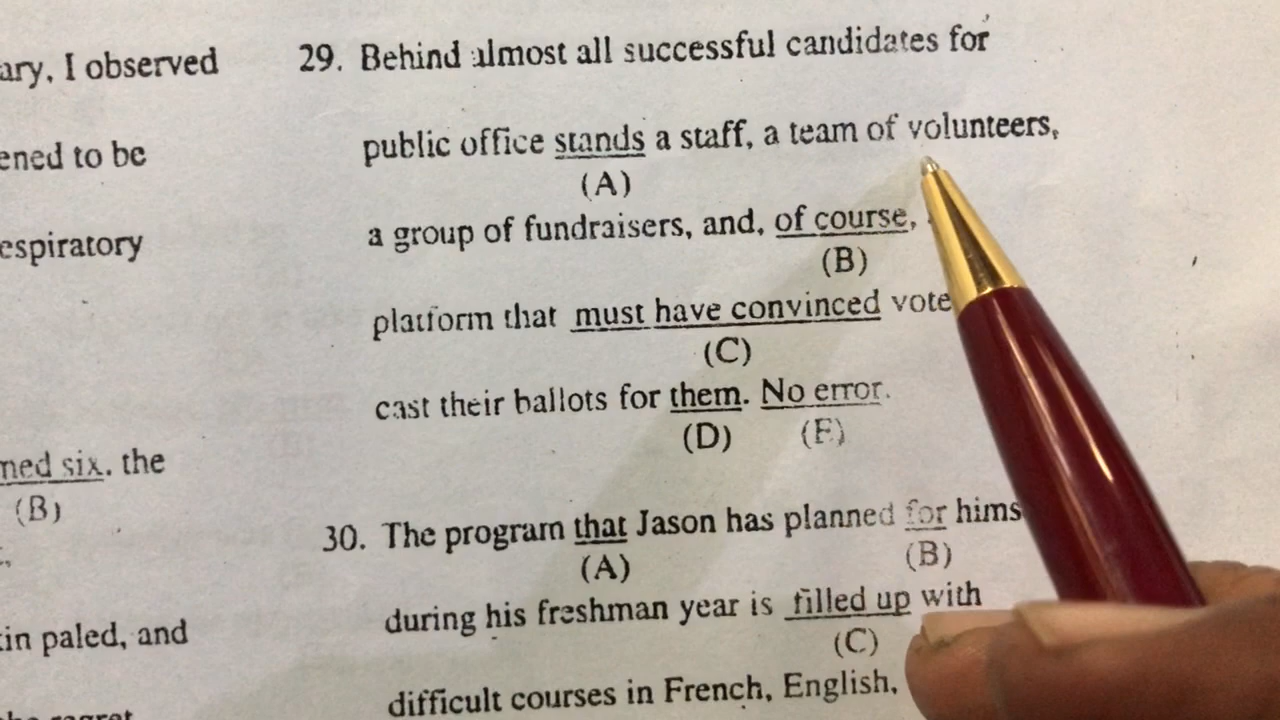 ary, I observed
ened to be
espiratory
med six. the
(B)
in paled, and
29. Behind almost all successful candidates for
public office stands a staff, a team of volunteers,
(A)
a group of fundraisers, and, of course,
(B)
platform that must have convinced vote
(C)
cast their ballots for them. No error.
(D) (E)
30. The program that Jason has planned for hims
(A) (B)
during his freshman year is filled up with
(C)
difficult courses in French, English,